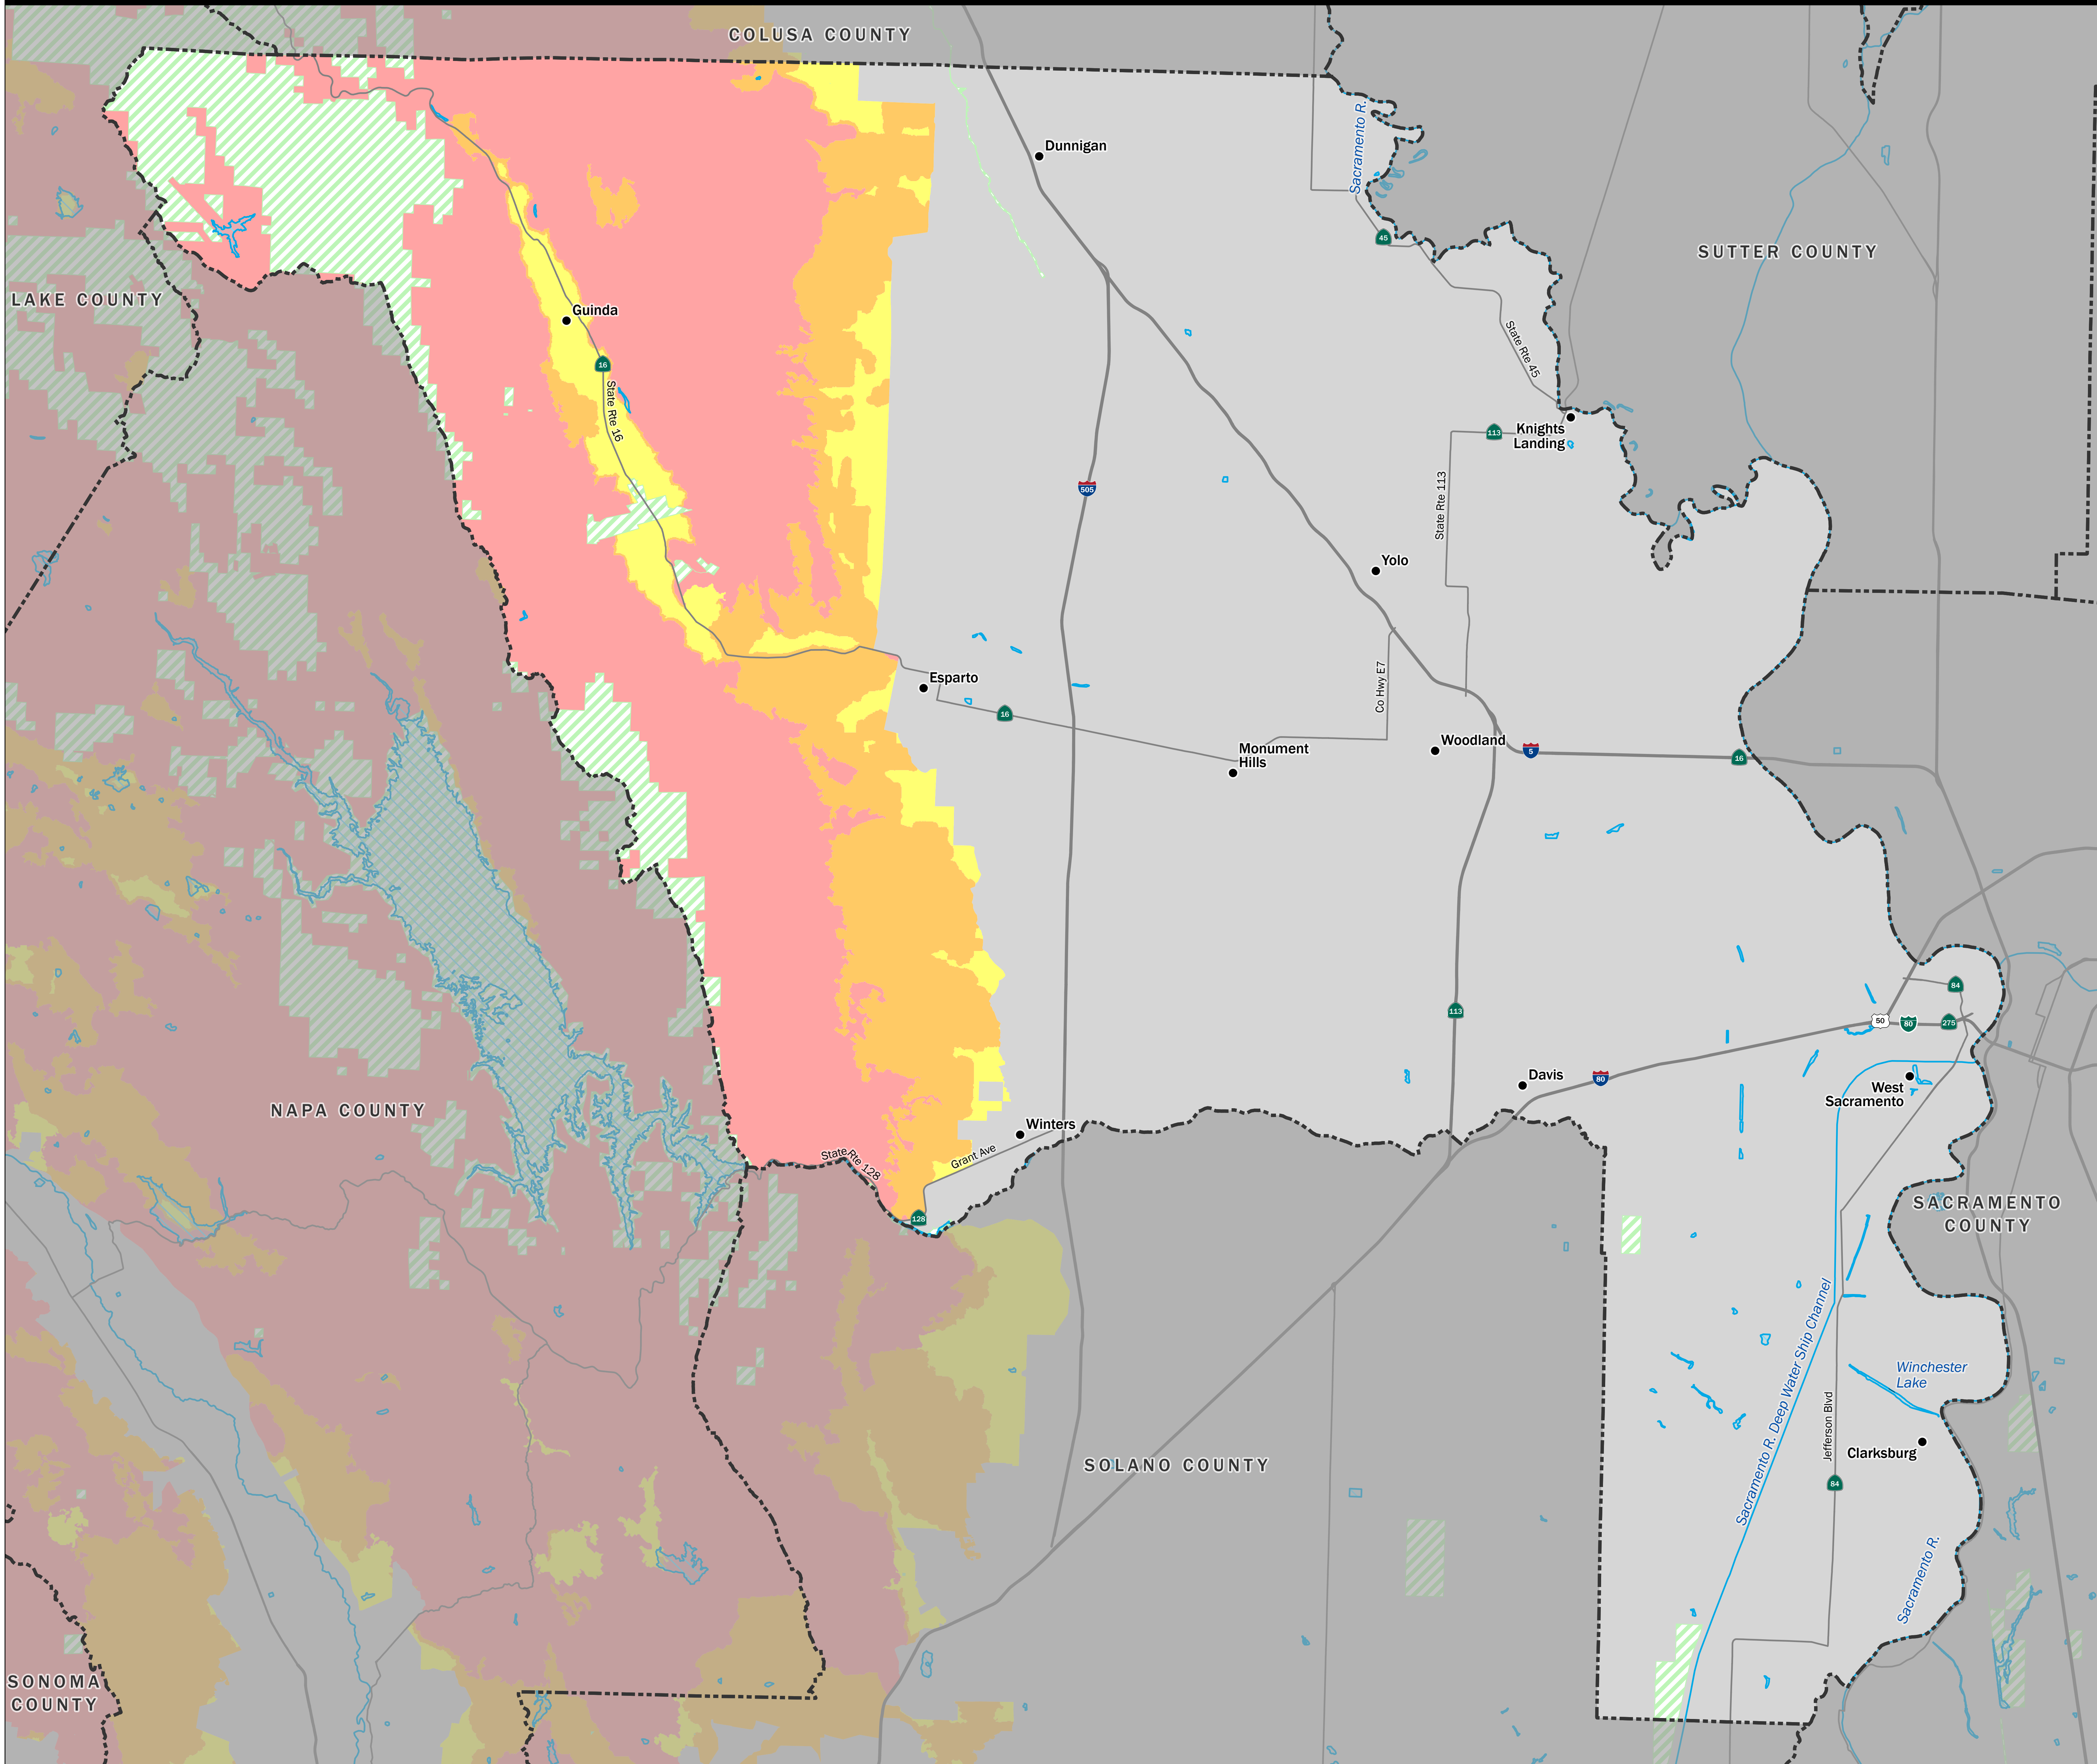 COLUSA COUNTY
Dunnigan
Sacramento R.
45
SUTTER COUNTY
LAKE COUNTY
Guinda
State Rte 45
16
State Rte 16
Knights
Landing
113
505
State Rte 113
Yolo
Esparto
Co Hwy E7
16
Monument
Hills
Woodland
5
16
84
113
50
80
275
Davis
80
West
Sacramento
NAPA COUNTY
Winters
State Rte 128
Grant Ave
128
SACRAMENTO
COUNTY
Sacramento R. Deep Water Ship Channel
Winchester
Lake
Jefferson Blvd
Clarksburg
SOLANO COUNTY
84
Sacramento R.
SONOMA
COUNTY